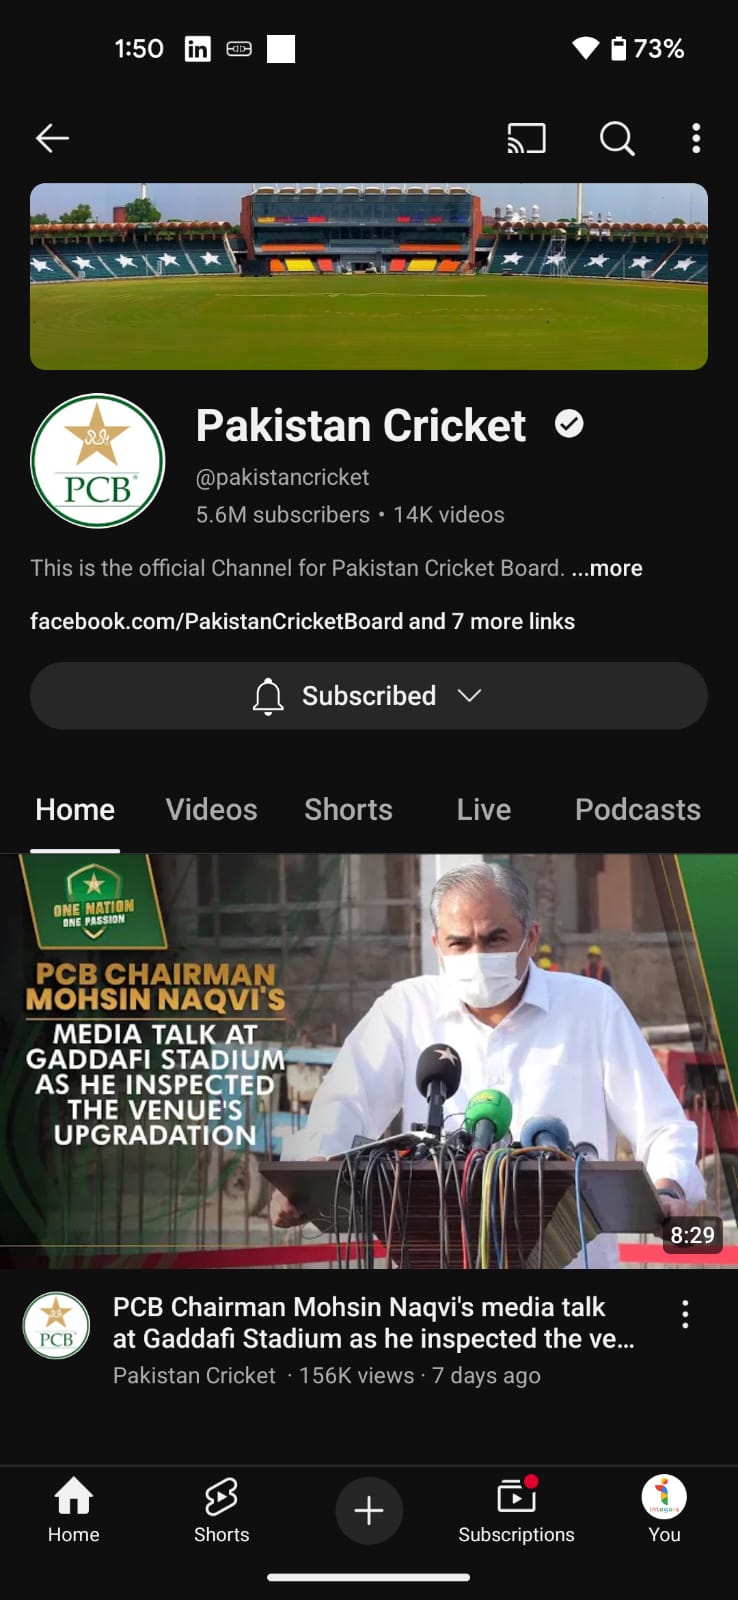 1:50
in
73%
Pakistan Cricket
PCB
@pakistancricket
5.6M subscribers • 14K videos
This is the official Channel for Pakistan Cricket Board. ...more
facebook.com/PakistanCricketBoard and 7 more links
Subscribed
Home Videos Shorts Live Podcasts
ONE NATION
ONE PASSION
PCB CHAIRMAN
MOHSIN NAQVI'S
MEDIA TALK AT
GADDAFI STADIUM
AS HE INSPECTED
THE VENUE'S
UPGRADATION
8:29
PCB
PCB Chairman Mohsin Naqvi's media talk
at Gaddafi Stadium as he inspected the ve...
Pakistan Cricket · 156K views · 7 days ago
Home Shorts Subscriptions You